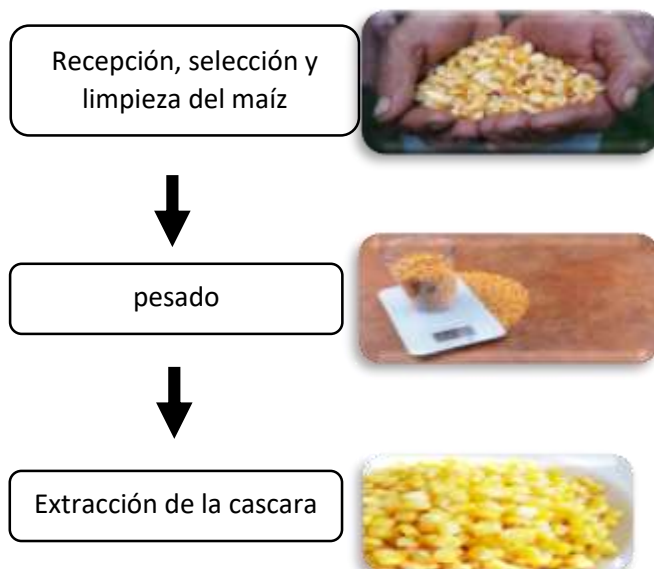 Recepción, selección y
limpieza del maíz
pesado
Extracción de la cascara